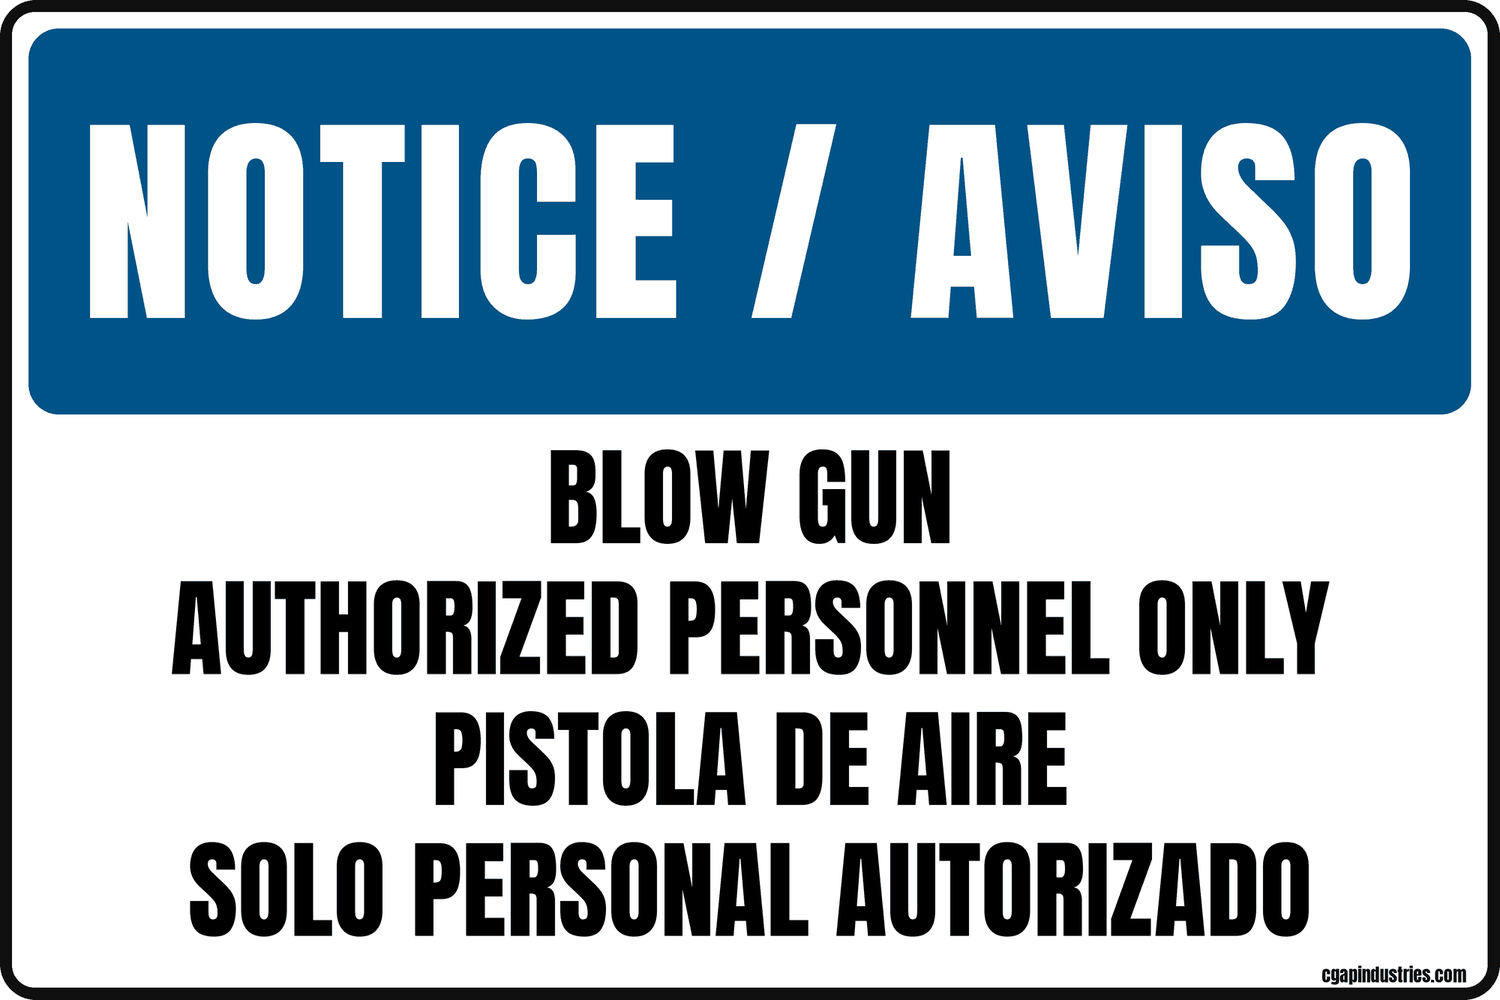 NOTICE / AVISO
BLOW GUN
AUTHORIZED PERSONNEL ONLY
PISTOLA DE AIRE
SOLO PERSONAL AUTORIZADO
cgapindustries.com